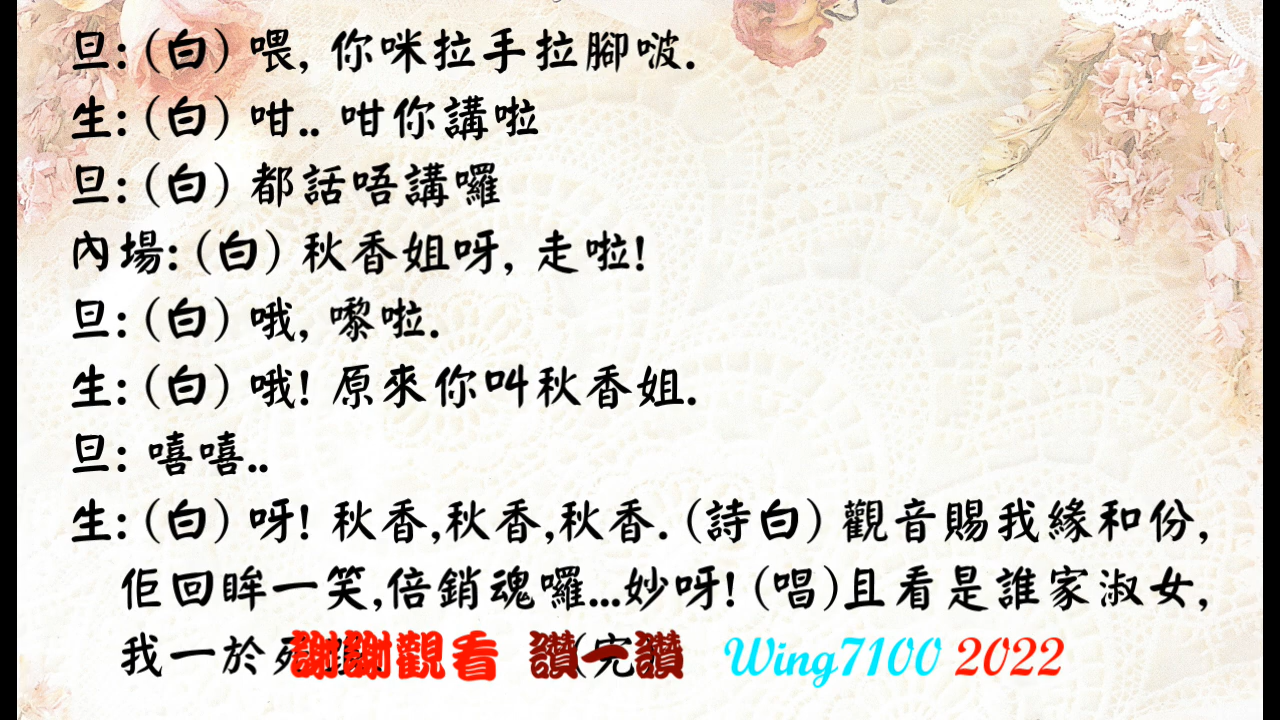 旦: (白) 喂, 你咪拉手拉腳啵.
生: (白) 咁.. 咁你講啦
旦: (白) 都話唔講囉
內場: (白) 秋香姐呀, 走啦!
旦: (白) 哦, 嚟啦.
生: (白) 哦! 原來你叫秋香姐.
旦: 嘻嘻..
生: (白) 呀! 秋香,秋香,秋香. (詩白) 觀音賜我緣和份,
佢回眸一笑,倍銷魂囉...妙呀! (唱)且看是誰家淑女,
我一於死 (完)
謝謝觀看 讚一讚 Wing7100 2022